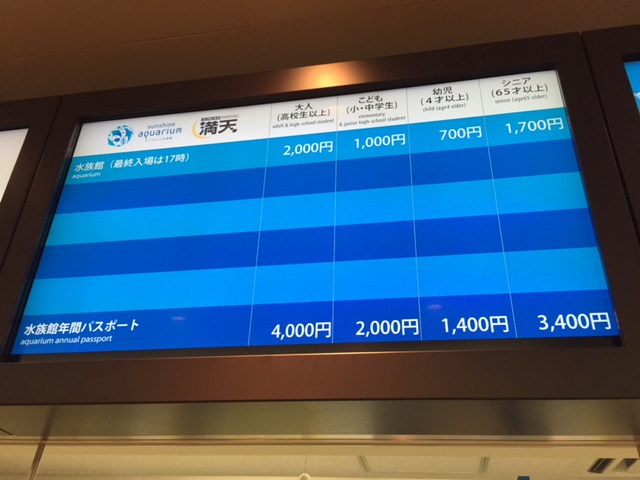 sunshine
aquarium
満天
大人
(高校生以上)
adult & high-school student
こども
(小・中学生)
elementary
& junior high-school student
幼児
(4才以上)
child (age4 older)
シニア
(65才以上)
senior (age65 older)
水族館（最終入場は17時）
aquarium
2,000円
1,000円
700円
1,700円
水族館年間パスポート
aquarium annual passport
4,000円
2,000円
1,400円
3,400円